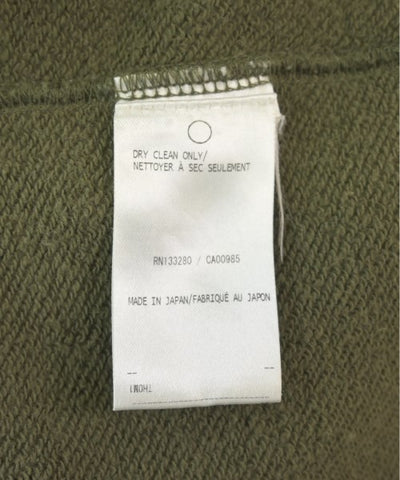 DRY CLEAN ONLY/
NETTOYER À SEC SEULEMENT
RN133280 / CA00985
MADE IN JAPAN/FABRIQUÉ AU JAPON